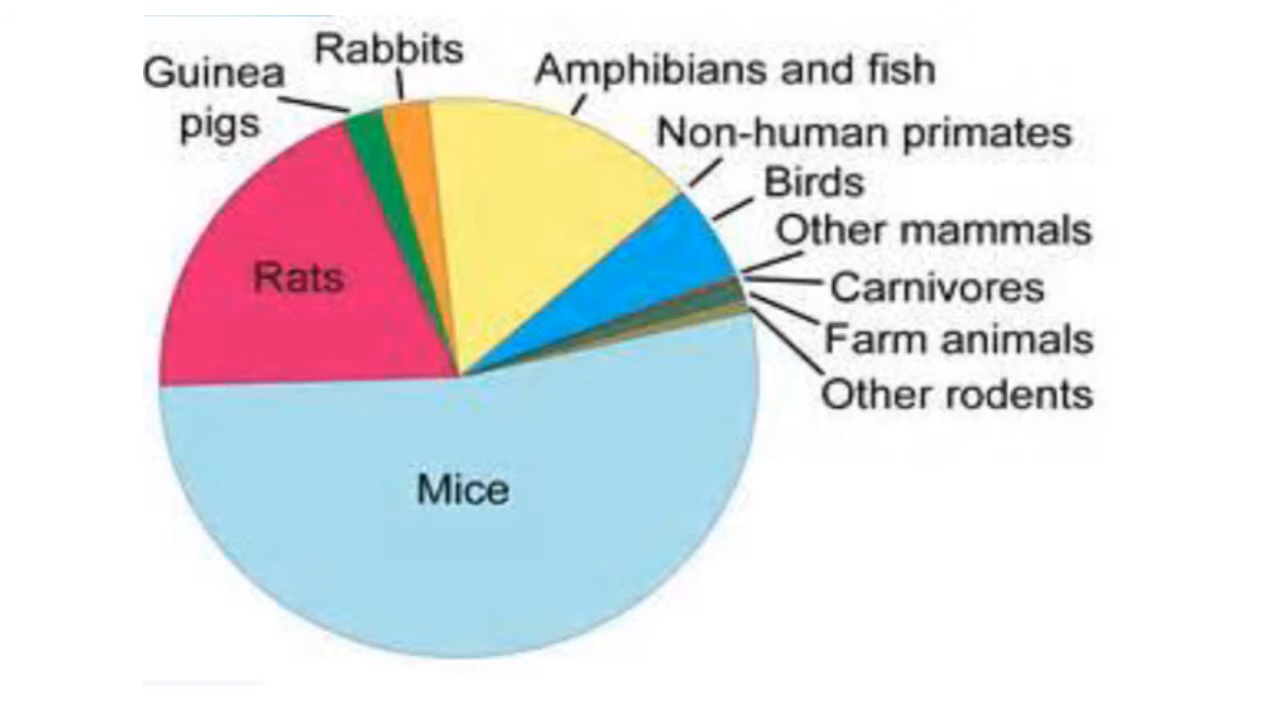 Rabbits
Guinea
pigs
Amphibians and fish
Non-human primates
Birds
Other mammals
Carnivores
Farm animals
Other rodents
Rats
Mice